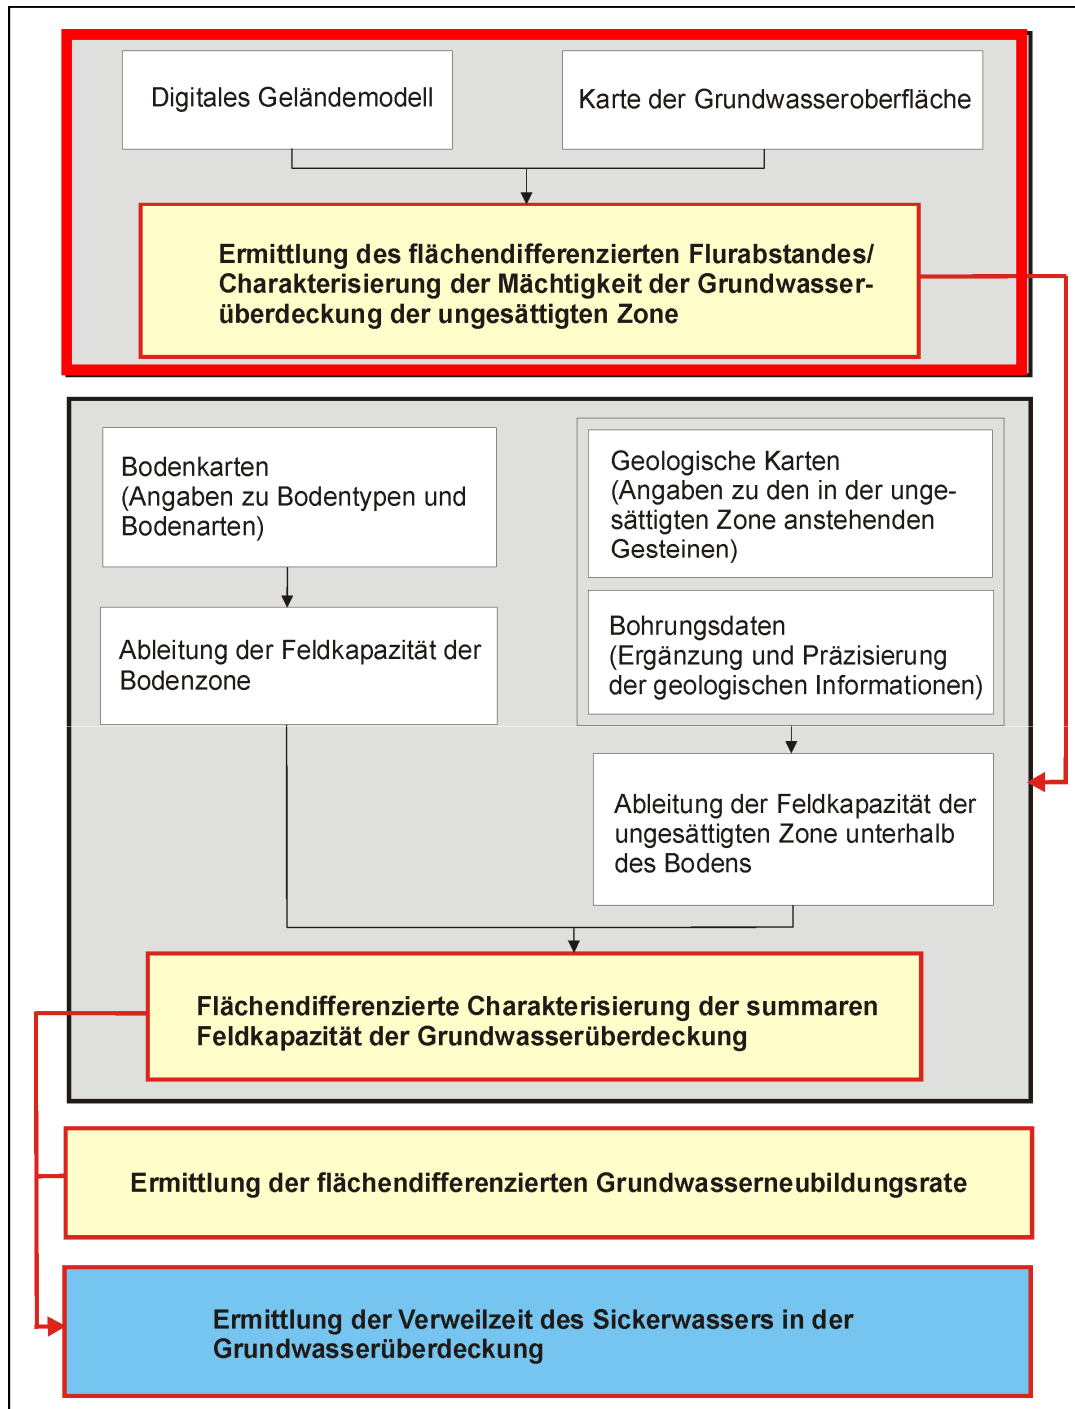 Digitales Geländemodell
Karte der Grundwasseroberfläche
Ermittlung des flächendifferenzierten Flurabstandes/
Charakterisierung der Mächtigkeit der Grundwasser-
überdeckung der ungesättigten Zone
Bodenkarten
(Angaben zu Bodentypen und
Bodenarten)
Geologische Karten
(Angaben zu den in der unge-
sättigten Zone anstehenden
Gesteinen)
Ableitung der Feldkapazität der
Bodenzone
Bohrungsdaten
(Ergänzung und Präzisierung
der geologischen Informationen)
Ableitung der Feldkapazität der
ungesättigten Zone unterhalb
des Bodens
Flächendifferenzierte Charakterisierung der summaren
Feldkapazität der Grundwasserüberdeckung
Ermittlung der flächendifferenzierten Grundwasserneubildungsrate
Ermittlung der Verweilzeit des Sickerwassers in der
Grundwasserüberdeckung